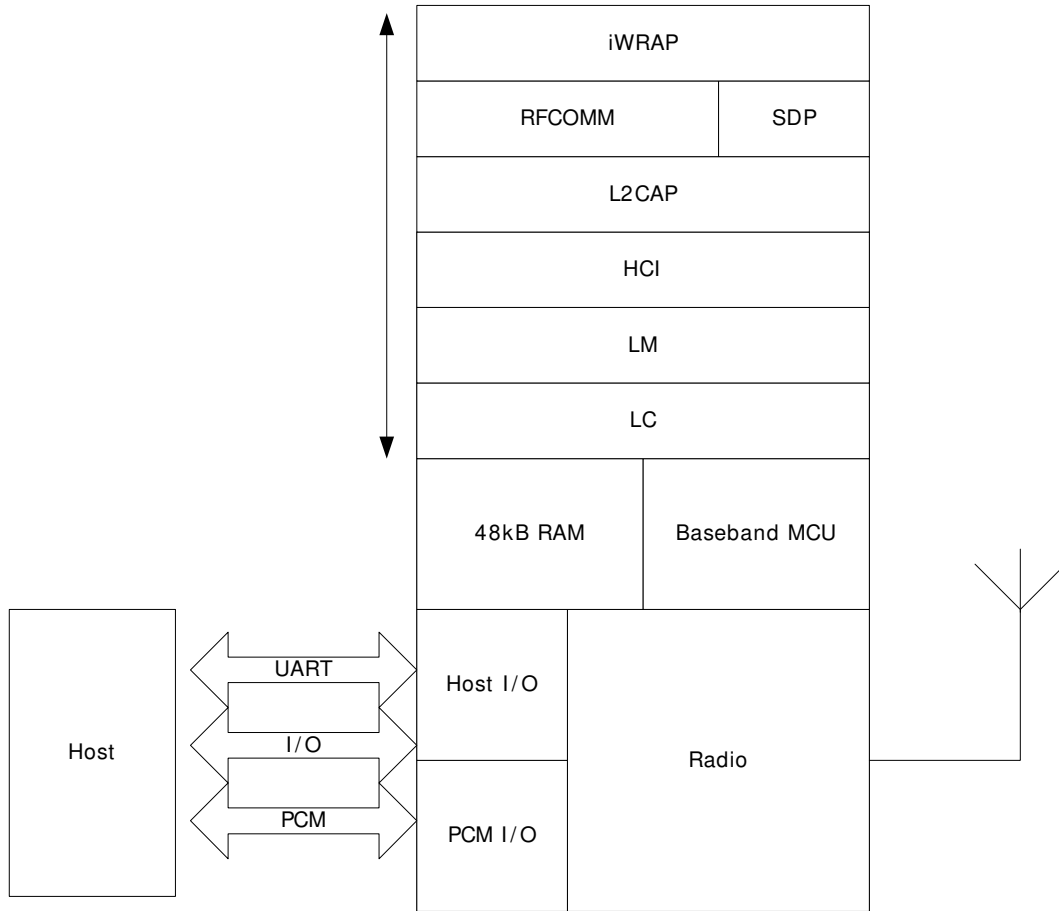 iWRAP
RFCOMM
SDP
L2CAP
HCI
LM
LC
48kB RAM
Baseband MCU
UART
Host I/O
Host
I/O
Radio
PCM
PCM I/O